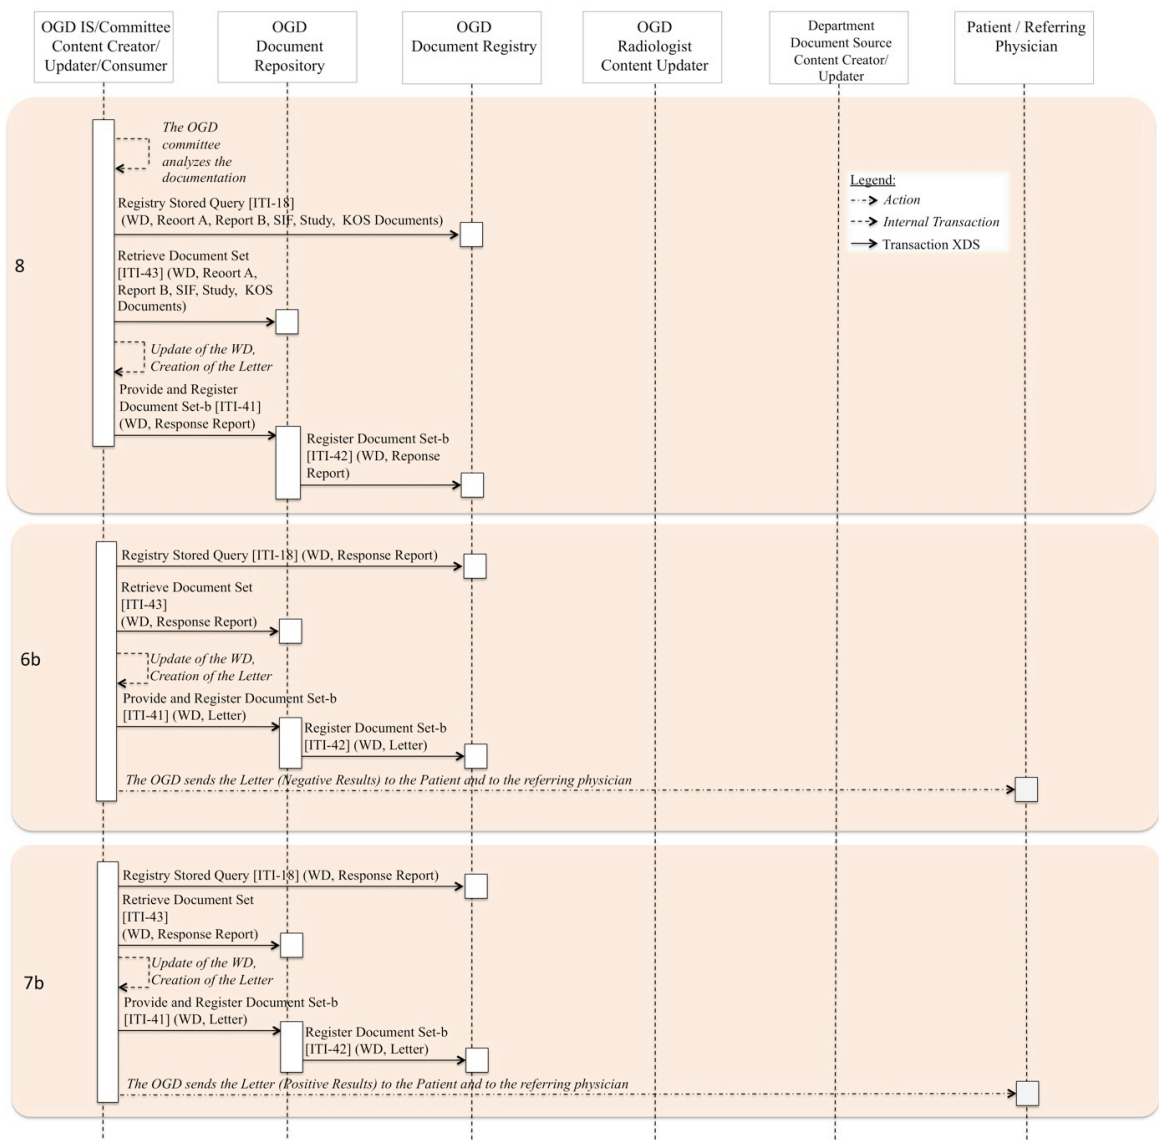 OGD IS/Committee
Content Creator/
Updater/Consumer
OGD
Document
Repository
OGD
Document Registry
OGD
Radiologist
Content Updater
Department
Document Source
Content Creator/
Updater
Patient / Referring
Physician
8
The OGD
committee
analyzes the
documentation
Legend:
Action
Internal Transaction
Transaction XDS
Registry Stored Query [ITI-18]
(WD, Reoort A, Report B, SIF, Study, KOS Documents)
Retrieve Document Set
[ITI-43] (WD, Reoort A,
Report B, SIF, Study, KOS
Documents)
Update of the WD,
Creation of the Letter
Provide and Register
Document Set-b [ITI-41]
(WD, Response Report)
Register Document Set-b
[ITI-42] (WD, Reponse
Report)
6b
Registry Stored Query [ITI-18] (WD, Response Report)
Retrieve Document Set
[ITI-43]
(WD, Response Report)
Update of the WD,
Creation of the Letter
Provide and Register Document Set-b
[ITI-41] (WD, Letter)
Register Document Set-b
[ITI-42] (WD, Letter)
The OGD sends the Letter (Negative Results) to the Patient and to the referring physician
7b
Registry Stored Query [ITI-18] (WD, Response Report)
Retrieve Document Set
[ITI-43]
(WD, Response Report)
Update of the WD,
Creation of the Letter
Provide and Register Document Set-b
[ITI-41] (WD, Letter)
Register Document Set-b
[ITI-42] (WD, Letter)
The OGD sends the Letter (Positive Results) to the Patient and to the referring physician